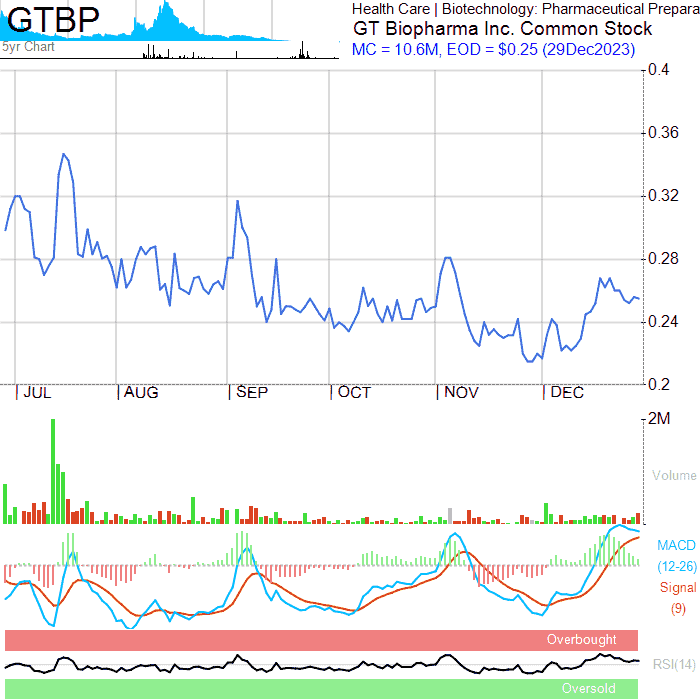 GTBP
5yr Chart
Health Care | Biotechnology: Pharmaceutical Prepara
GT Biopharma Inc. Common Stock
MC = 10.6M, EOD = $0.25 (29Dec2023)
0.4
0.36
0.32
0.28
0.24
0.2
|JUL |AUG |SEP |OCT |NOV |DEC
2M
Volume
MACD
(12-26)
Signal
(9)
Overbought
RSI(14)
Oversold